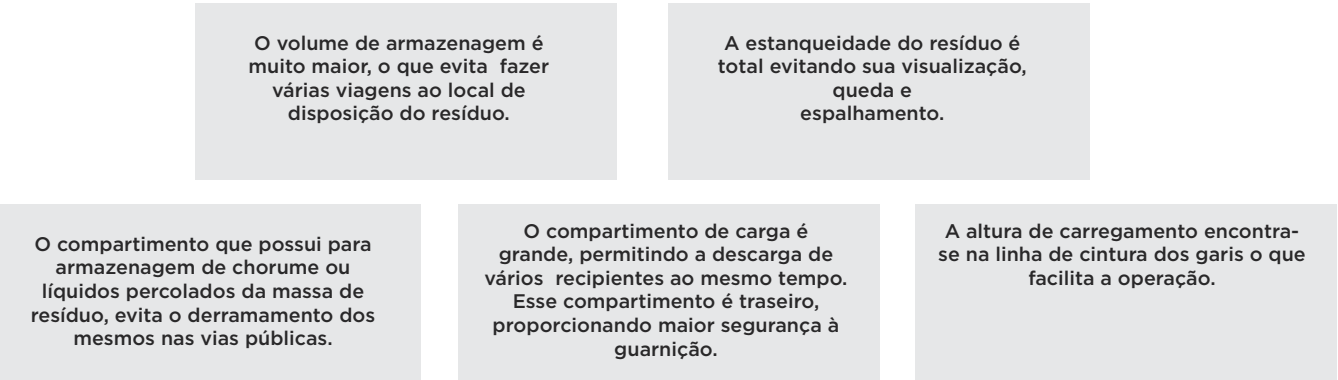 O volume de armazenagem é
muito maior, o que evita  fazer
várias viagens ao local de
disposição do resíduo.
A estanqueidade do resíduo é
total evitando sua visualização,
queda e
espalhamento.
O compartimento que possui para
armazenagem de chorume ou
líquidos percolados da massa de
resíduo, evita o derramamento dos
mesmos nas vias públicas.
O compartimento de carga é
grande, permitindo a descarga de
vários  recipientes ao mesmo tempo.
Esse compartimento é traseiro,
proporcionando maior segurança à
guarnição.
A altura de carregamento encontra-
se na linha de cintura dos garis o que
facilita a operação.